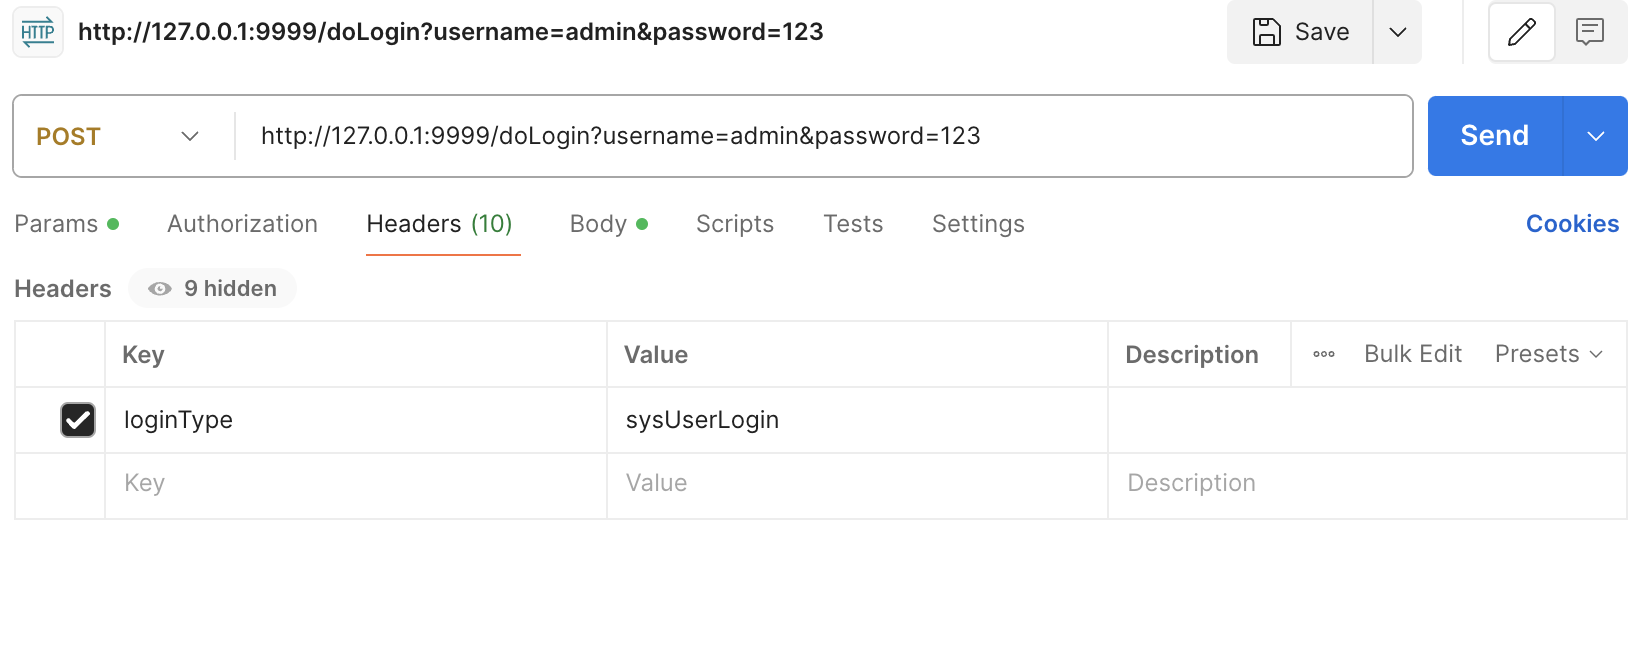 HTTP http://127.0.0.1:9999/doLogin?username=admin&password=123 Save
POST http://127.0.0.1:9999/doLogin?username=admin&password=123 Send
Params Authorization Headers (10) Body Scripts Tests Settings Cookies
Headers 9 hidden
Key Value Description Bulk Edit Presets
loginType sysUserLogin
Key Value Description